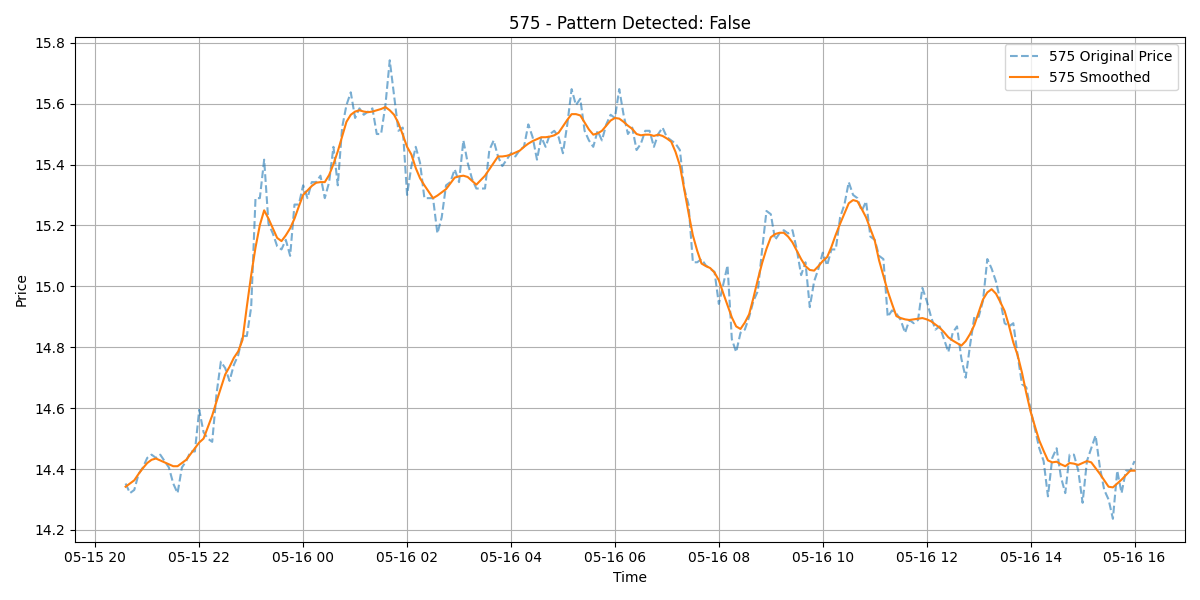 575 - Pattern Detected: False
575 Original Price
575 Smoothed
Price
15.8
15.6
15.4
15.2
15.0
14.8
14.6
14.4
14.2
05-15 20 05-15 22 05-16 00 05-16 02 05-16 04 05-16 06 05-16 08 05-16 10 05-16 12 05-16 14 05-16 16
Time